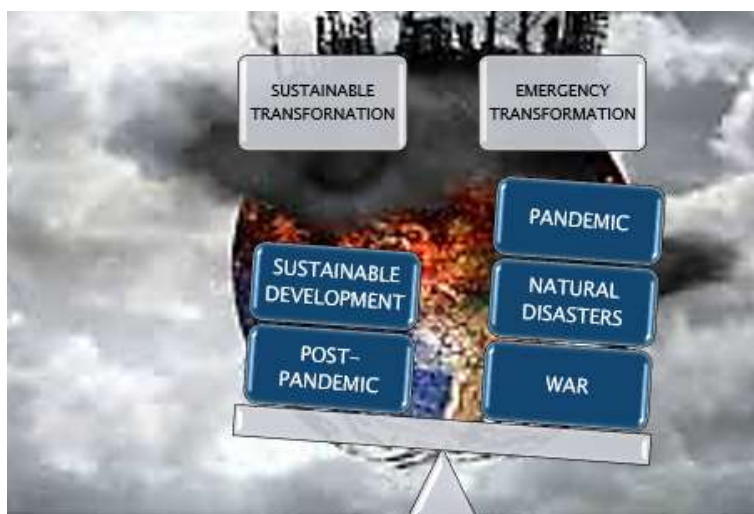 SUSTAINABLE
TRANSFORNATION
EMERGENCY
TRANSFORMATION
PANDEMIC
SUSTAINABLE
DEVELOPMENT
NATURAL
DISASTERS
POST-
PANDEMIC
WAR